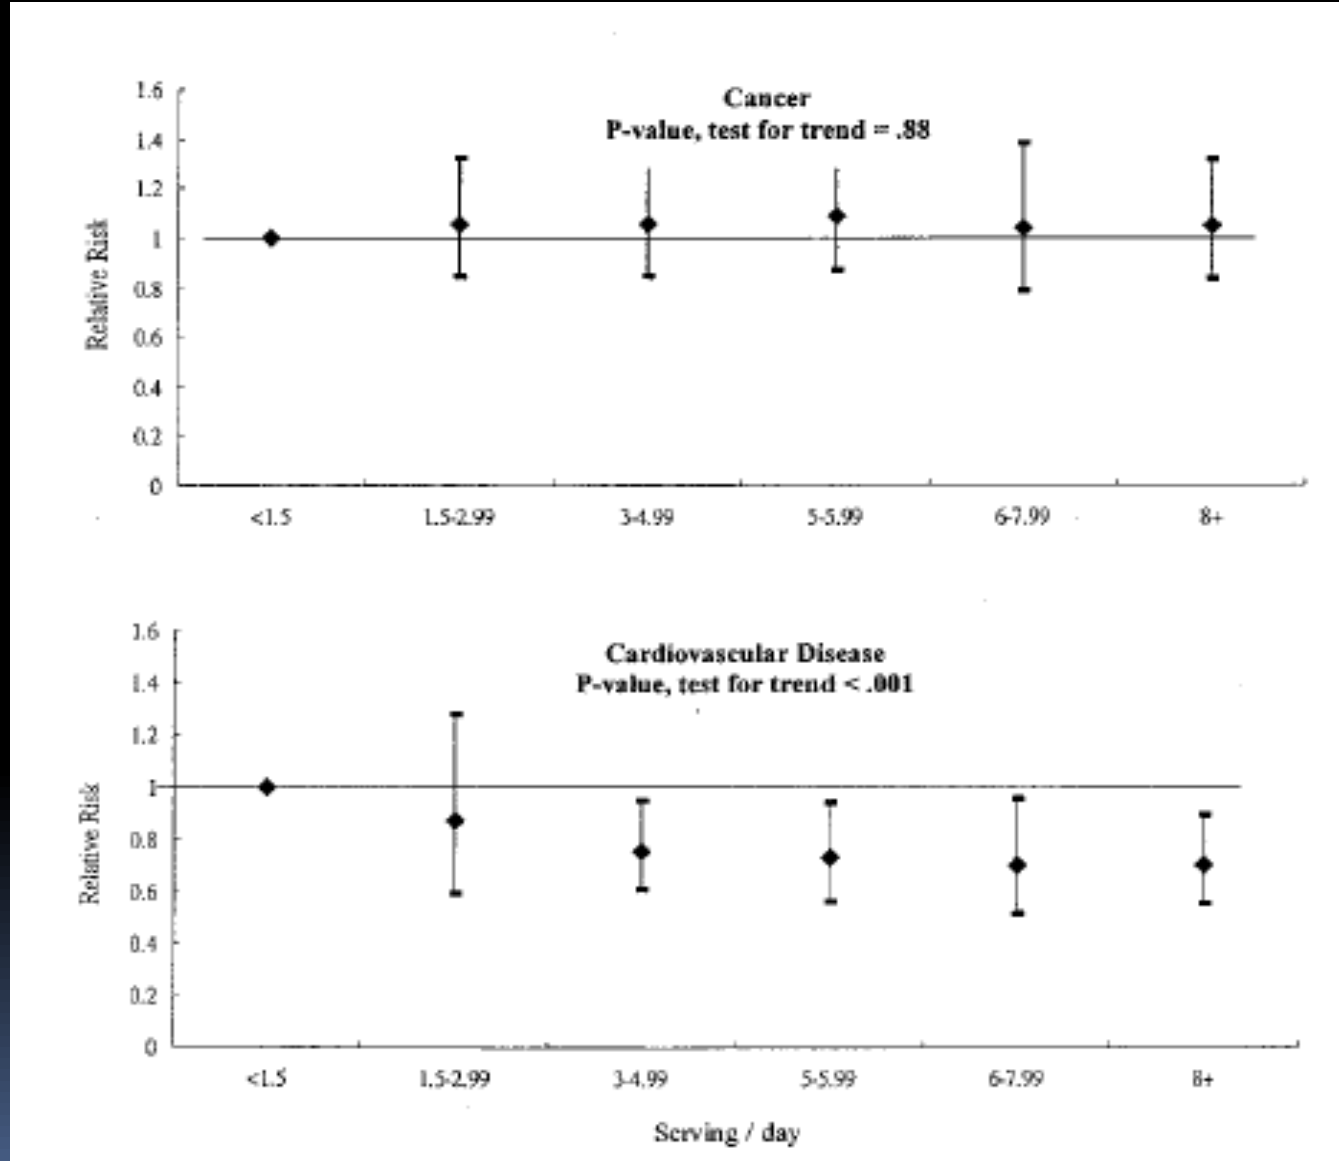 Cancer
P-value, test for trend = .88
1.6
1.4
1.2
1
0.8
0.6
0.4
0.2
0
Relative Risk
<1.5 1.5-2.99 3-4.99 5-5.99 6-7.99 8+
Cardiovascular Disease
P-value, test for trend < .001
1.6
1.4
1.2
1
0.8
0.6
0.4
0.2
0
Relative Risk
<1.5 1.5-2.99 3-4.99 5-5.99 6-7.99 8+
Serving / day